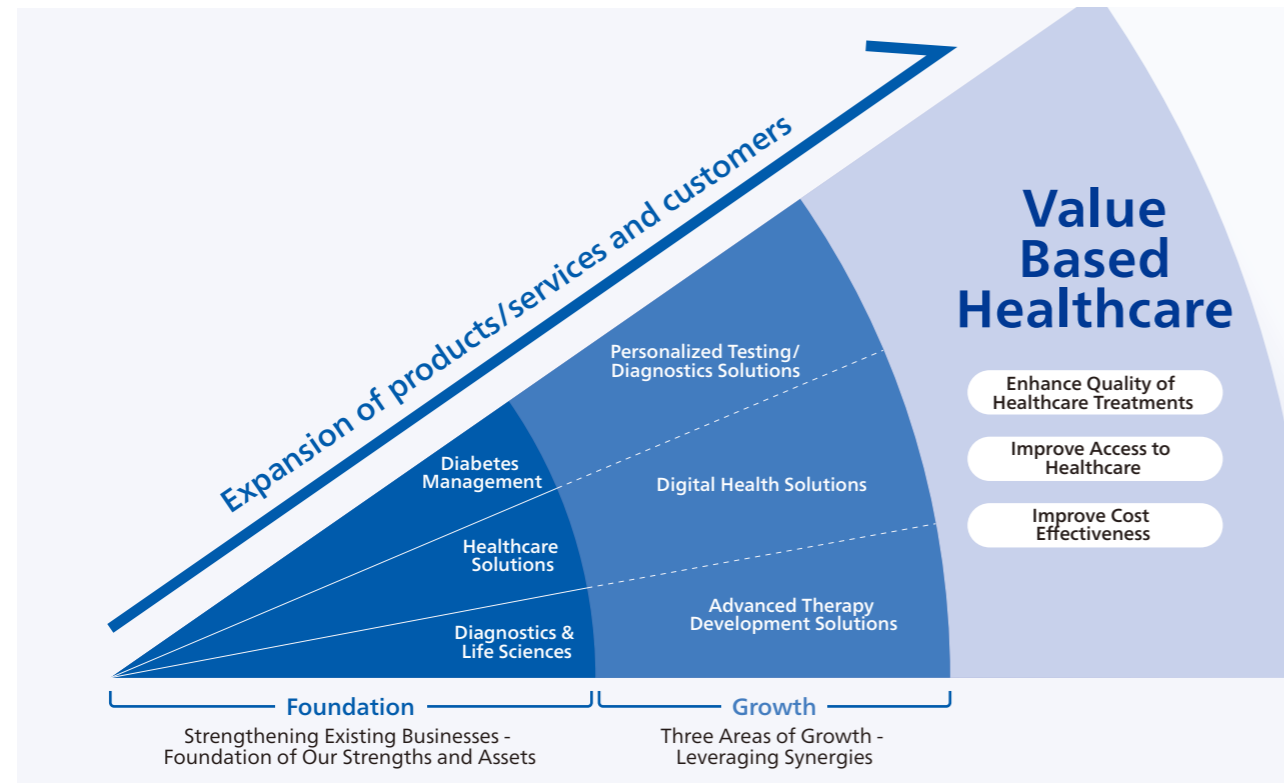 Expansion of products/services and customers
Value
Based
Healthcare
Enhance Quality of
Healthcare Treatments
Improve Access to
Healthcare
Improve Cost
Effectiveness
Personalized Testing/
Diagnostics Solutions
Digital Health Solutions
Advanced Therapy
Development Solutions
Diabetes
Management
Healthcare
Solutions
Diagnostics &
Life Sciences
Foundation
Strengthening Existing Businesses -
Foundation of Our Strengths and Assets
Growth
Three Areas of Growth -
Leveraging Synergies